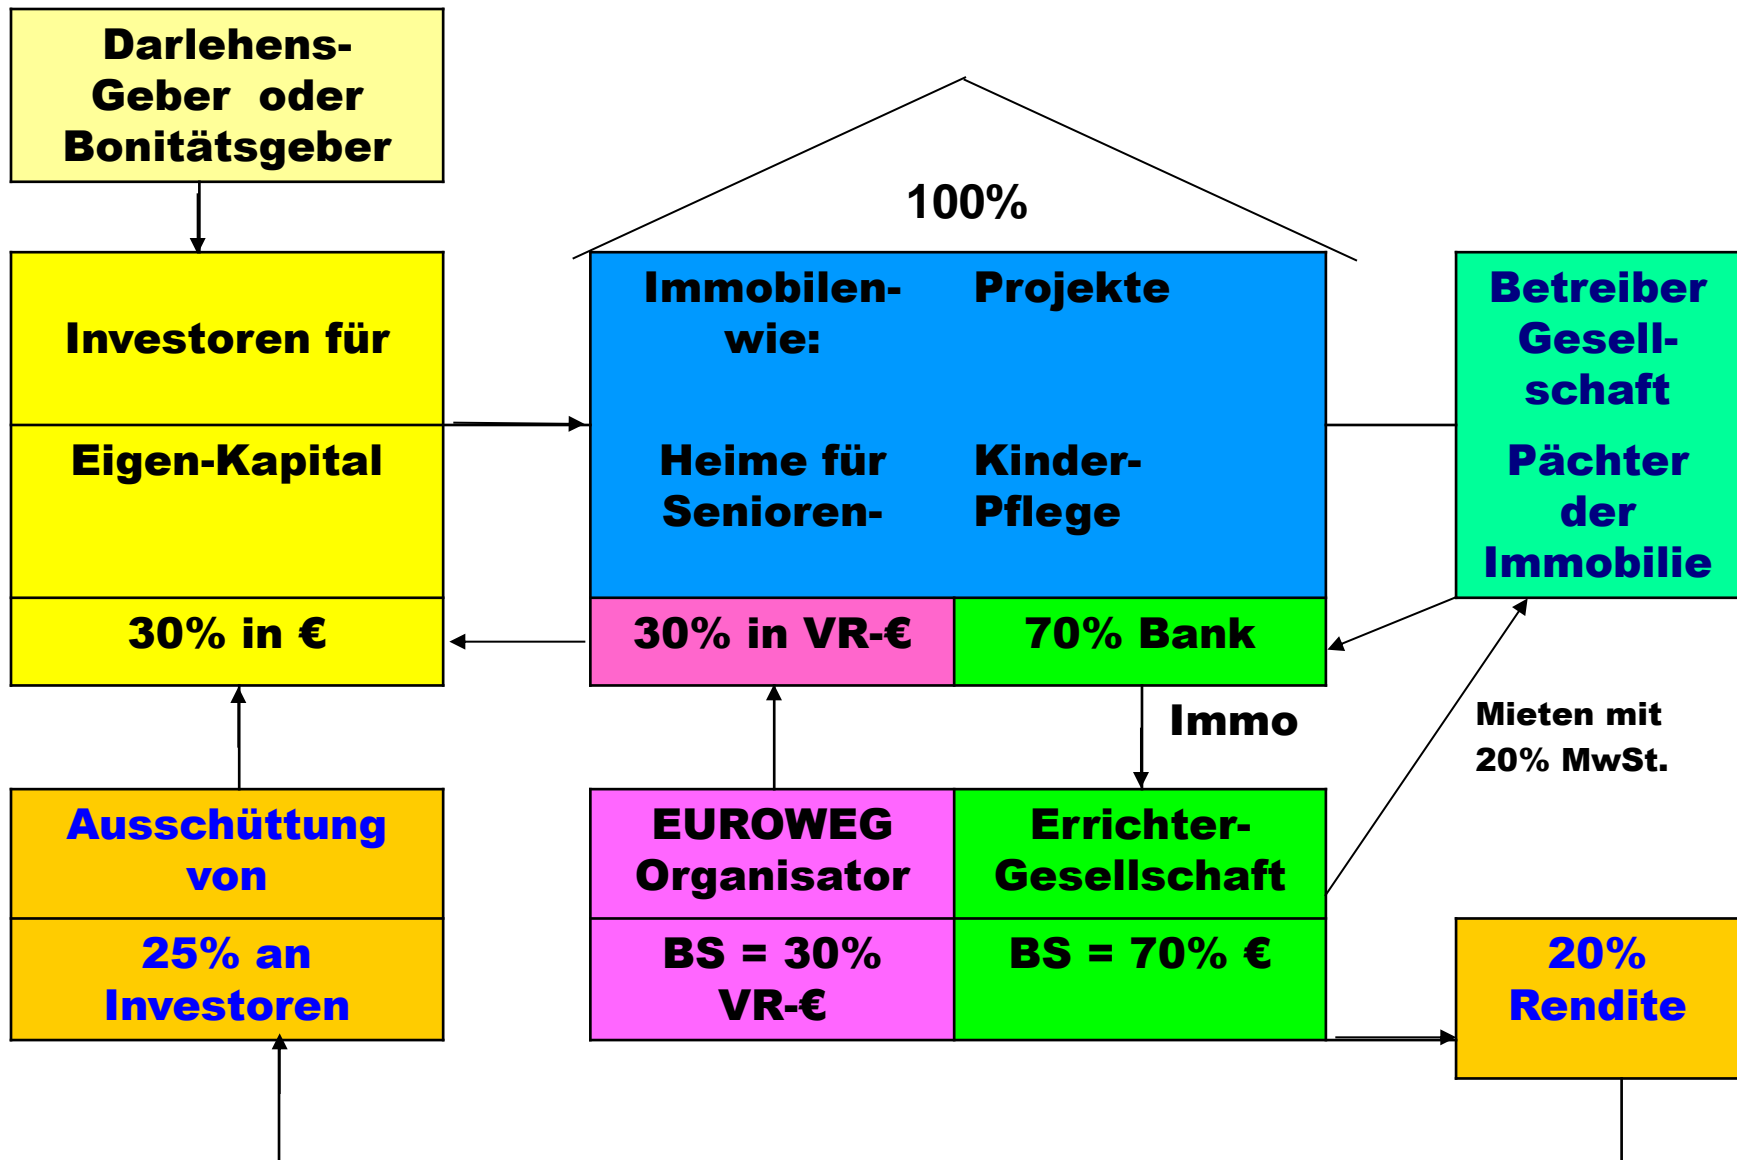 Darlehens-
Geber oder
Bonitätsgeber
100%
Investoren für
Eigen-Kapital
30% in €
Immobilen-
wie:
Projekte
Heime für
Senioren-
Kinder-
Pflege
30% in VR-€
70% Bank
Betreiber
Gesell-
schaft
Pächter
der
Immobilie
Immo
Mieten mit
20% MwSt.
Ausschüttung
von
25% an
Investoren
EUROWEG
Organisator
BS = 30%
VR-€
Errichter-
Gesellschaft
BS = 70% €
20%
Rendite